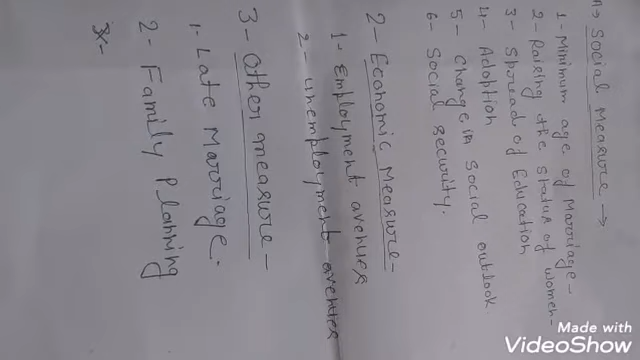 Social Measure →
1- Minimum age of Marriage-
2- Raising the status of women-
3- Spread of Education
4- Adoption
5- Change in Social outlook
6- Social security.
2- Economic Measure-
1- Employment avenues
2- unemployment avenues
3- Other measure-
1. Late Marriage.
2- Family Planning
3-
Made with
VideoShow